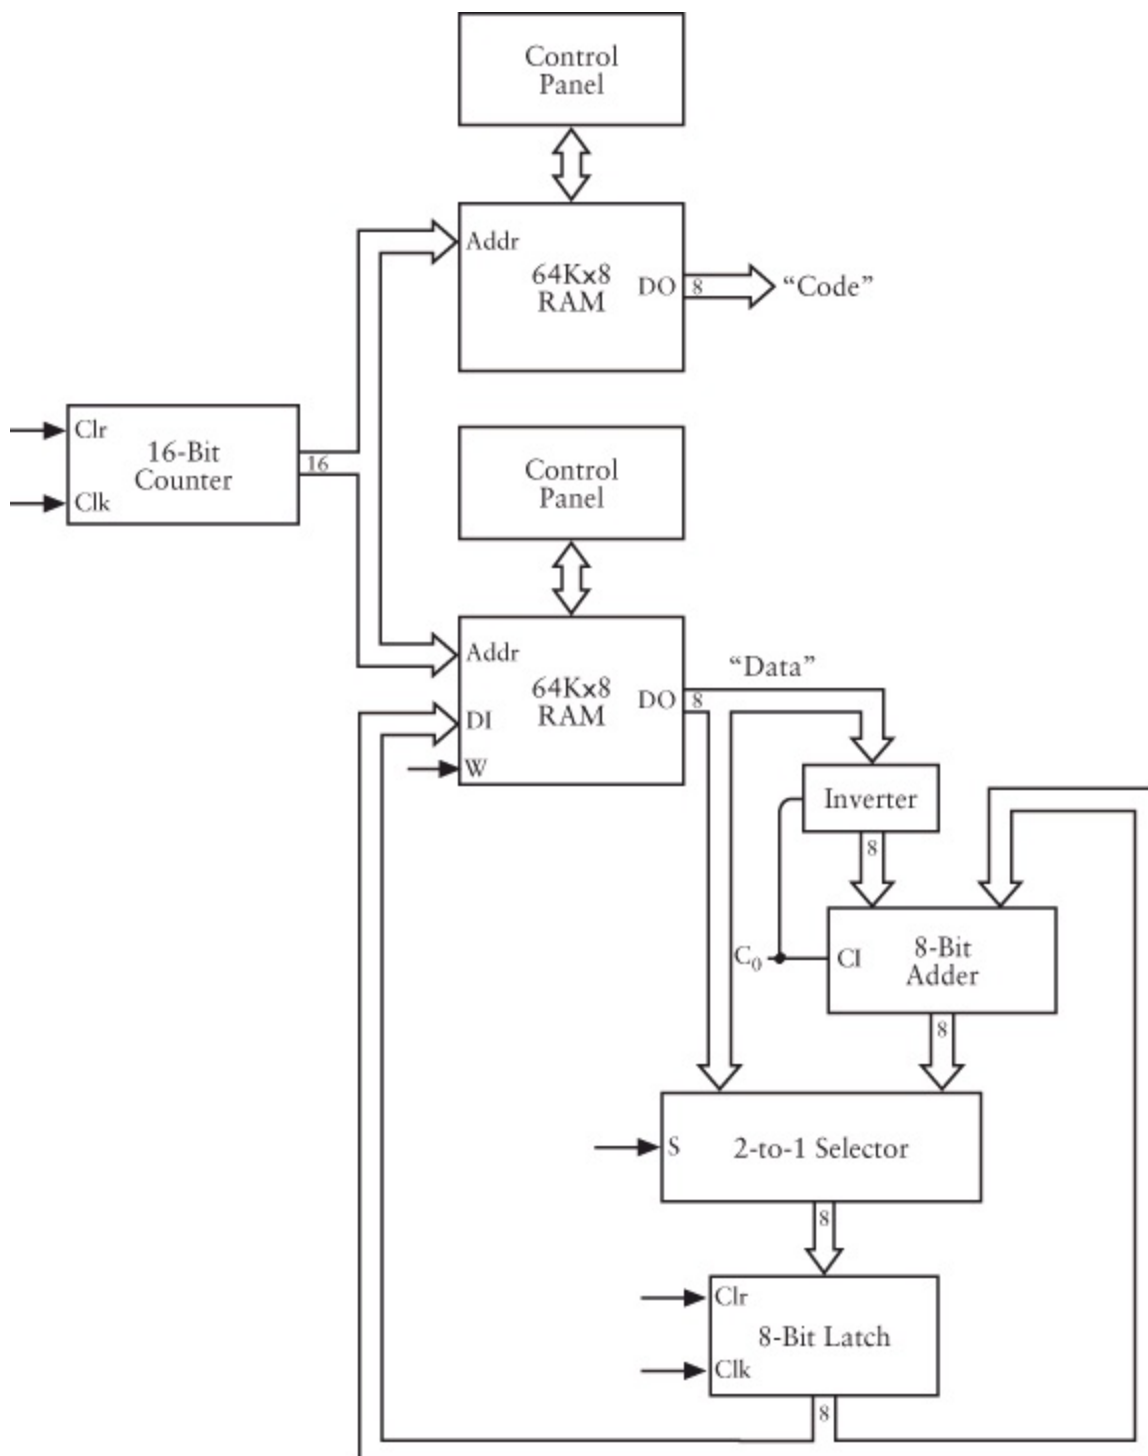 Control
Panel
Addr
64Kx8
RAM
DO
8
“Code”
Clr
16-Bit
Counter
Clk
16
Control
Panel
Addr
64Kx8
RAM
DO
8
“Data”
DI
W
Inverter
8
C₀
CI
8-Bit
Adder
8
S
2-to-1 Selector
8
Clr
8-Bit Latch
Clk
8